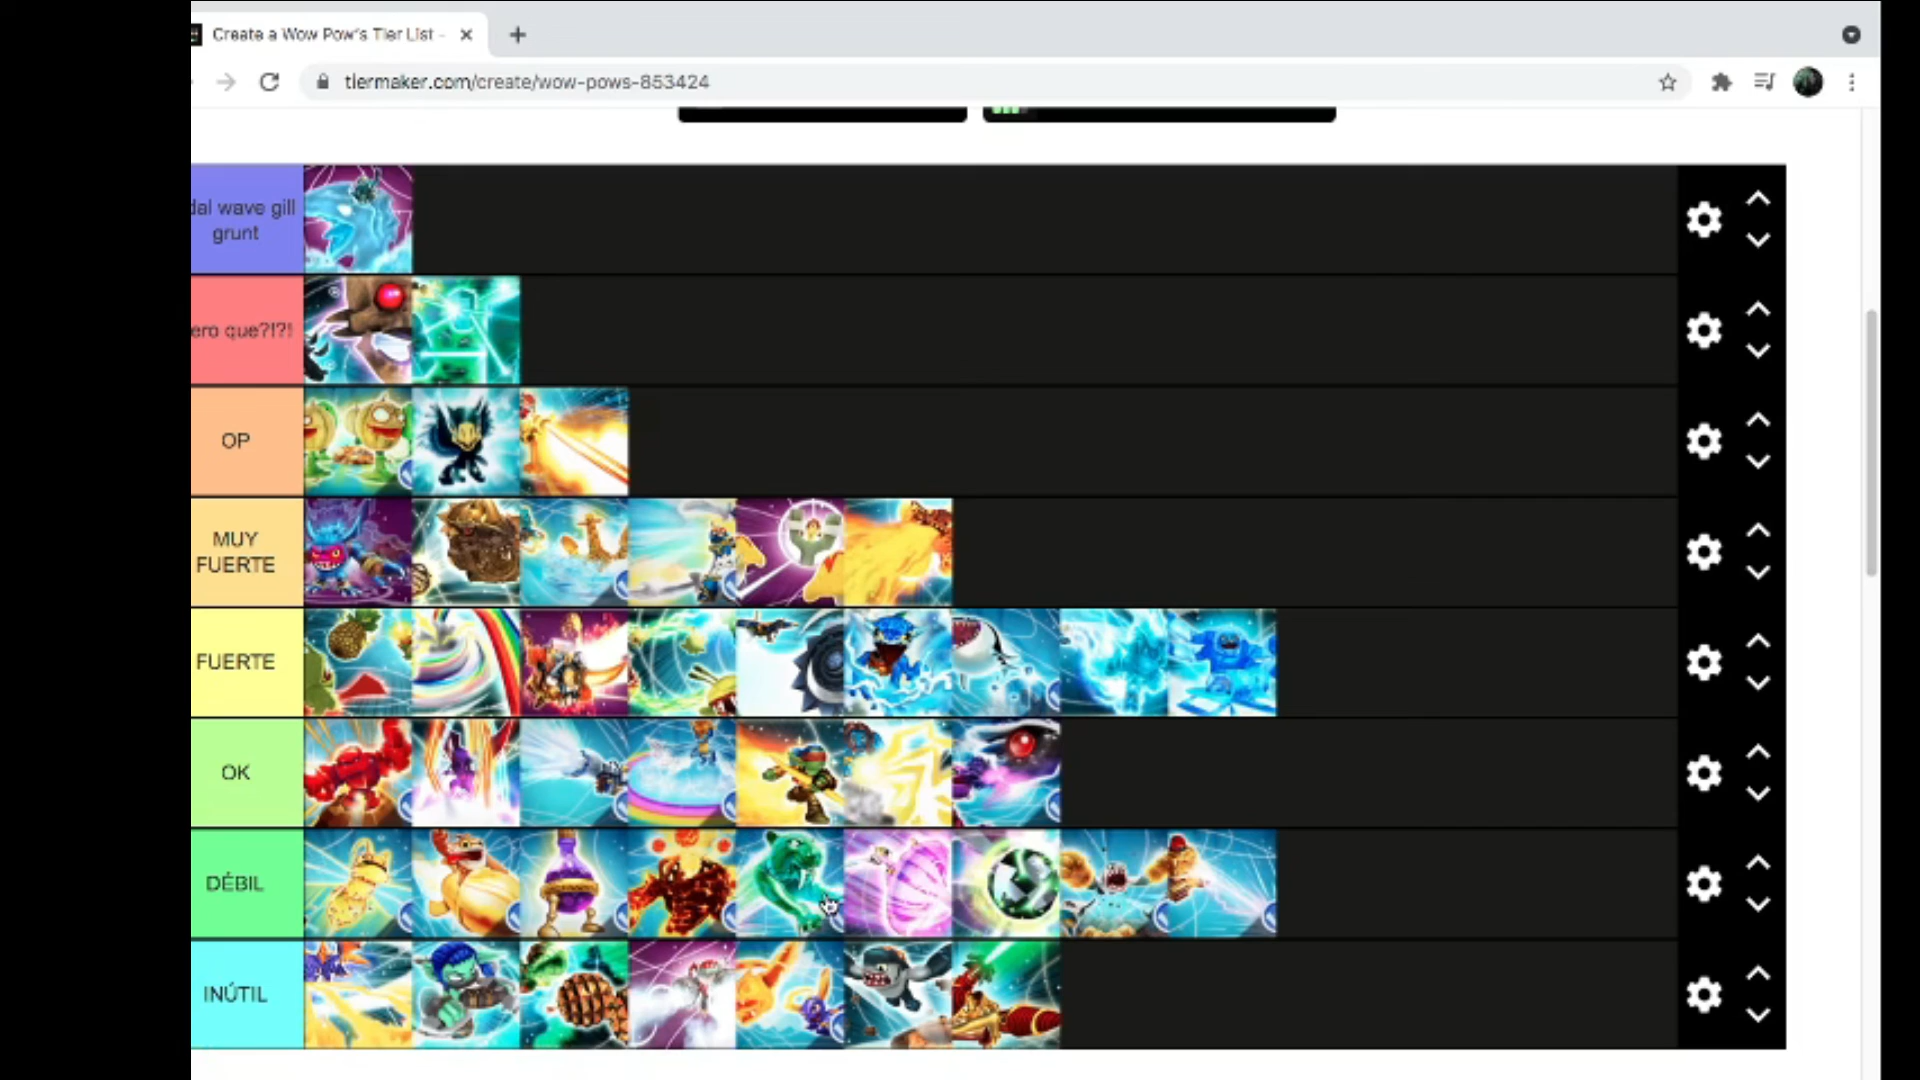 Create a Wow Pow's Tier List -
tiermaker.com/create/wow-pows-853424
dal wave gill
grunt
ero que?!?!
OP
MUY
FUERTE
FUERTE
OK
DÉBIL
INÚTIL